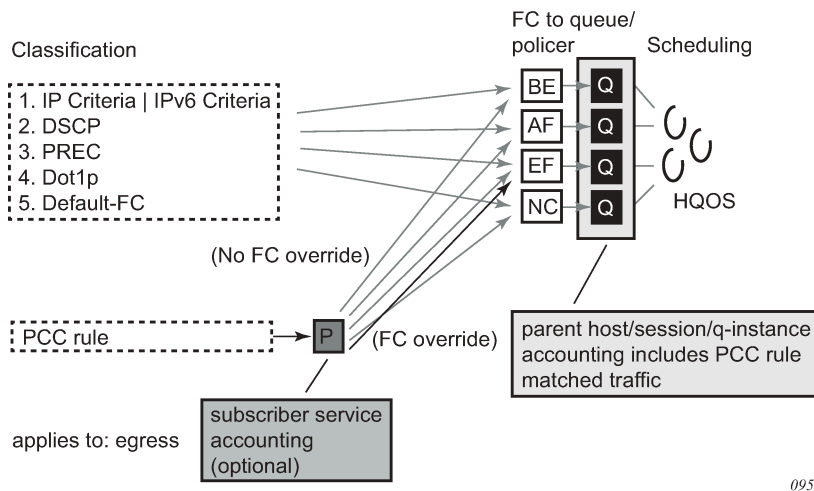 FC to queue/
policer
Classification
Scheduling
1. IP Criteria | IPv6 Criteria
2. DSCP
3. PREC
4. Dot1p
5. Default-FC
BE
Q
AF
Q
EF
Q
NC
Q
HQOS
(No FC override)
PCC rule
P
(FC override)
parent host/session/q-instance
accounting includes PCC rule
matched traffic
applies to: egress
subscriber service
accounting
(optional)
095